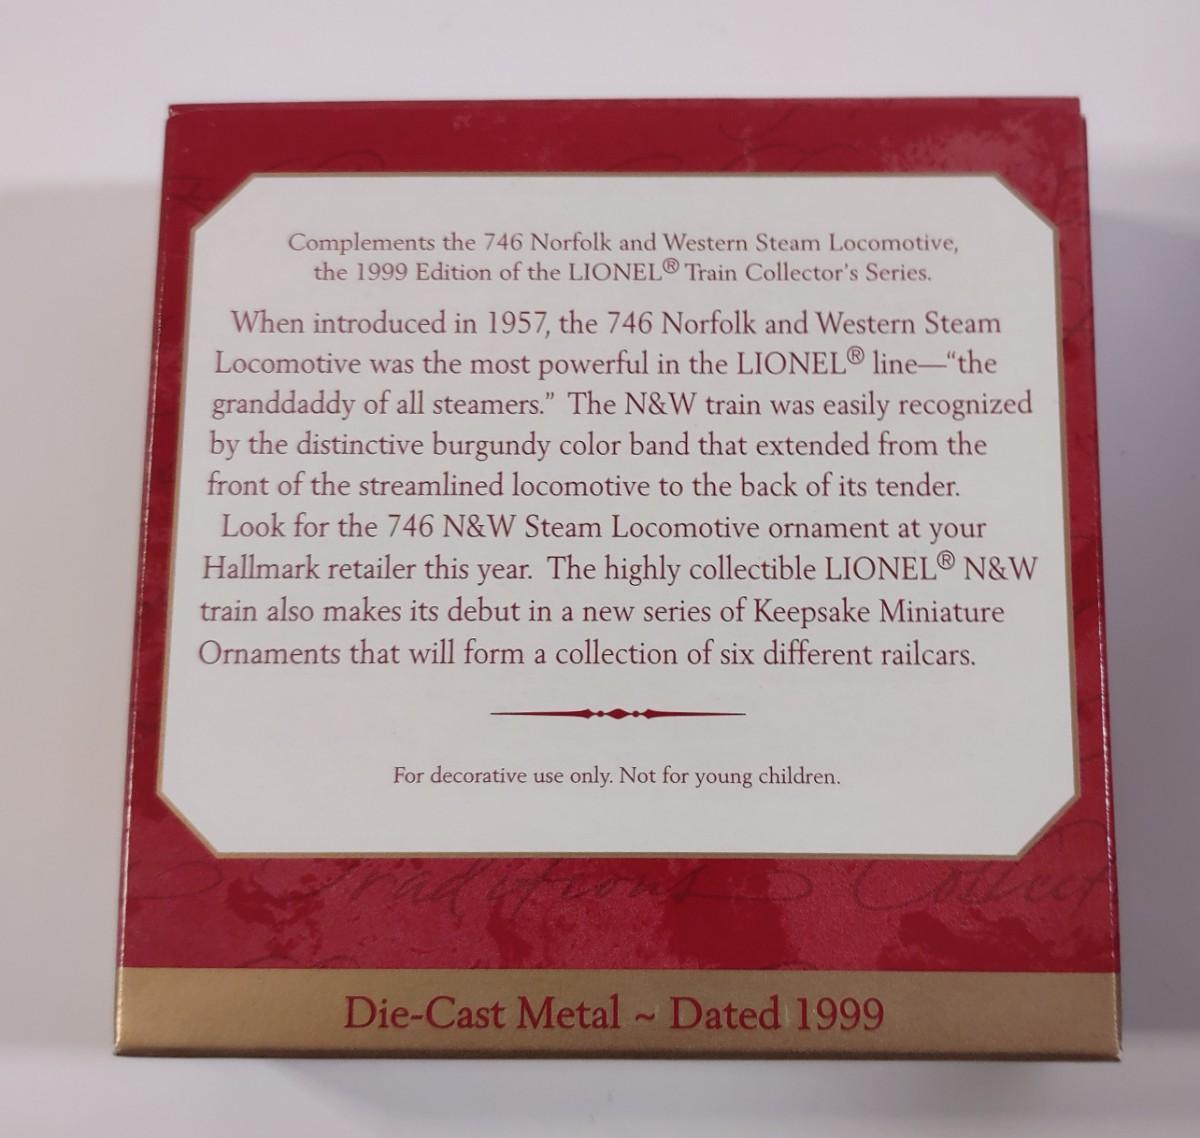 Complements the 746 Norfolk and Western Steam Locomotive,
the 1999 Edition of the LIONEL® Train Collector's Series.
When introduced in 1957, the 746 Norfolk and Western Steam
Locomotive was the most powerful in the LIONEL® line—“the
granddaddy of all steamers.” The N&W train was easily recognized
by the distinctive burgundy color band that extended from the
front of the streamlined locomotive to the back of its tender.
Look for the 746 N&W Steam Locomotive ornament at your
Hallmark retailer this year. The highly collectible LIONEL® N&W
train also makes its debut in a new series of Keepsake Miniature
Ornaments that will form a collection of six different railcars.
For decorative use only. Not for young children.
Traditions Collect
Die-Cast Metal ~ Dated 1999